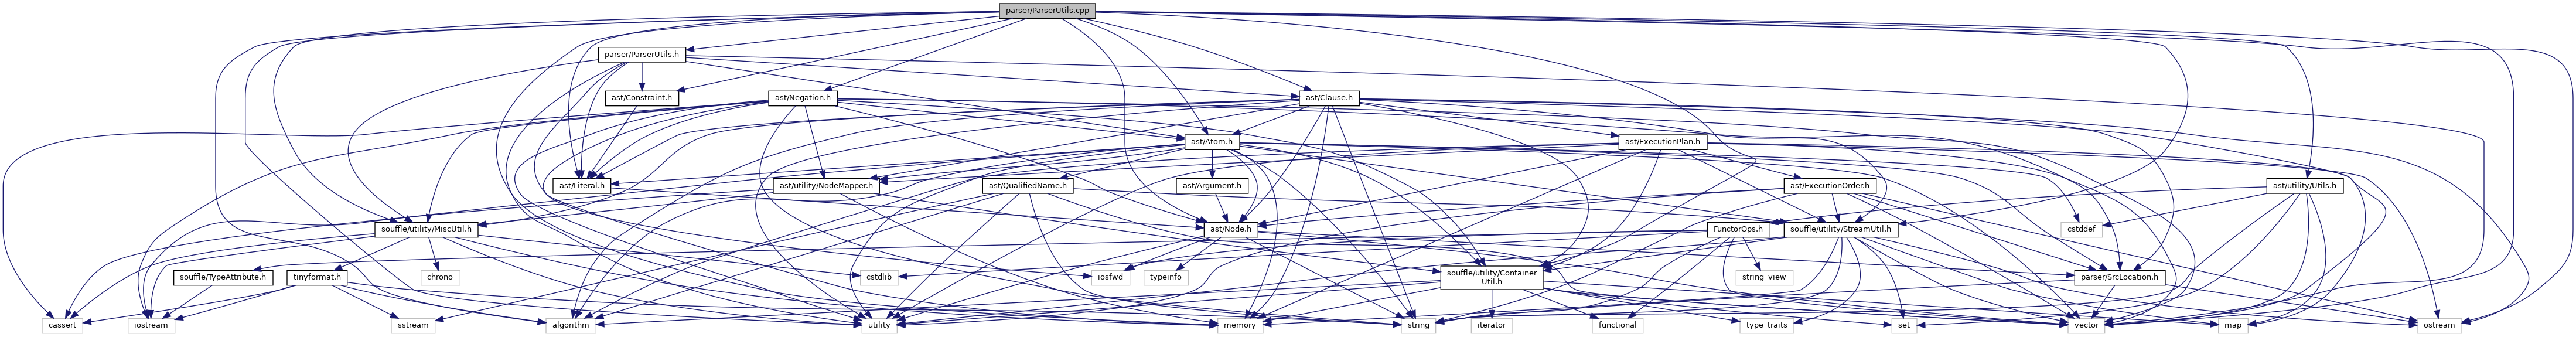 parser/ParserUtils.cpp
parser/ParserUtils.h
ast/Constraint.h
ast/Negation.h
ast/Clause.h
ast/Atom.h
ast/ExecutionPlan.h
ast/Literal.h
ast/utility/NodeMapper.h
ast/QualifiedName.h
ast/Argument.h
ast/ExecutionOrder.h
ast/utility/Utils.h
souffle/utility/MiscUtil.h
ast/Node.h
FunctorOps.h
souffle/utility/StreamUtil.h
cstddef
souffle/TypeAttribute.h
tinyformat.h
chrono
cstdlib
iosfwd
typeinfo
souffle/utility/Container
Util.h
string_view
parser/SrcLocation.h
cassert
iostream
sstream
algorithm
utility
memory
string
iterator
functional
type_traits
set
vector
map
ostream